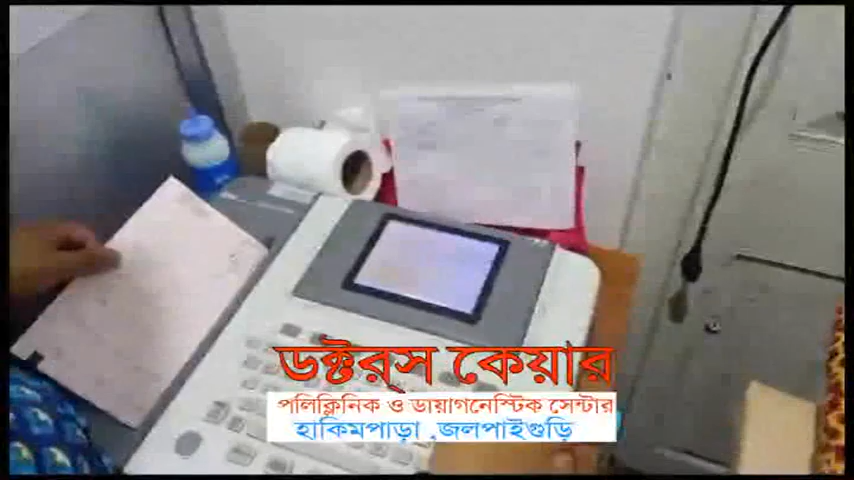 ডক্টর্স কেয়ার
পলিক্লিনিক ও ডায়াগনেস্টিক সেন্টার
হাকিমপাড়া ,জলপাইগুড়ি